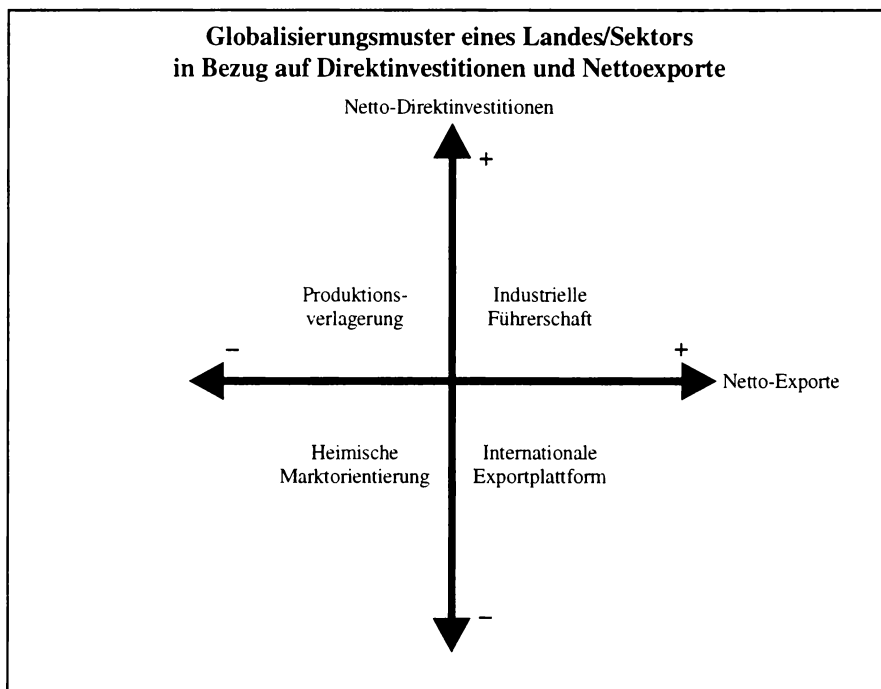 Globalisierungsmuster eines Landes/Sektors
in Bezug auf Direktinvestitionen und Nettoexporte
Netto-Direktinvestitionen
+
Produktions-
verlagerung
Industrielle
Führerschaft
−
+
Netto-Exporte
Heimische
Marktorientierung
Internationale
Exportplattform
−